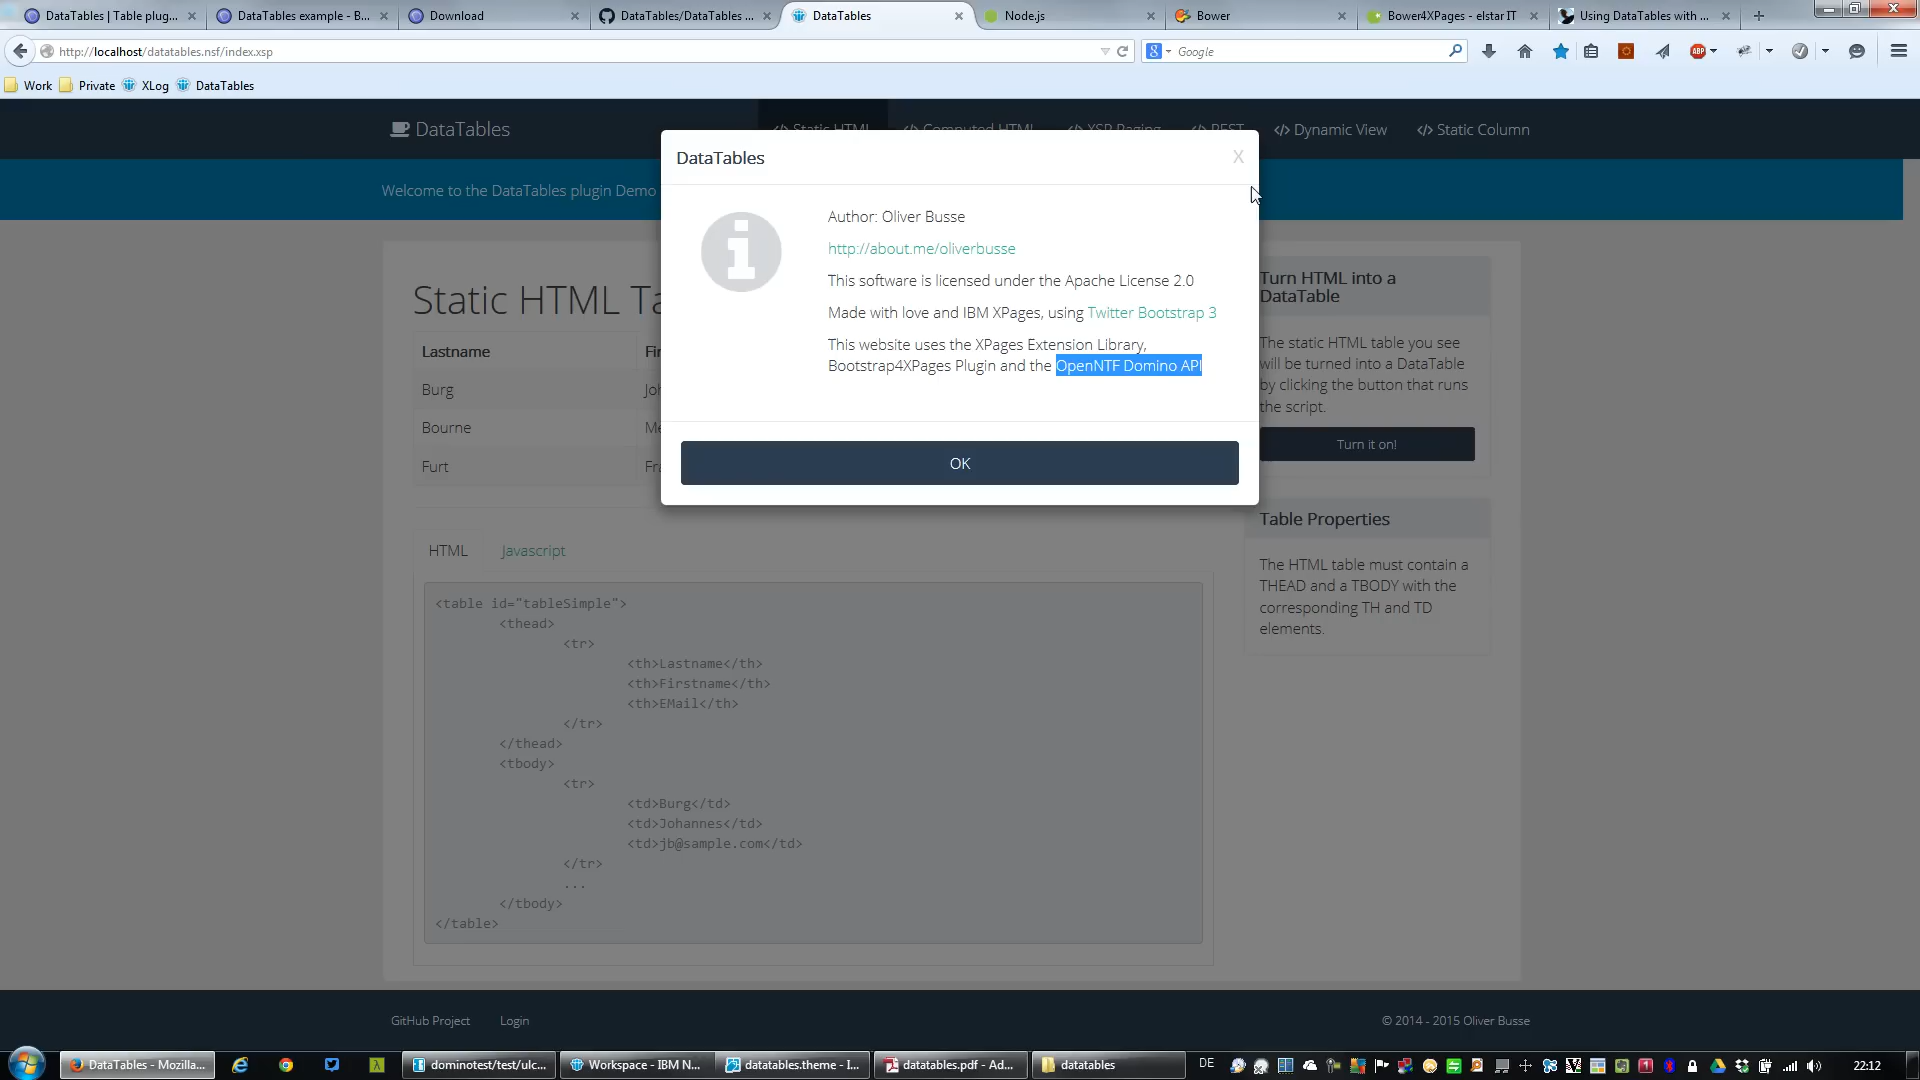 DataTables | Table plug...
DataTables example - B...
Download
DataTables/DataTables ...
DataTables
Node.js
Bower
Bower4XPages - elstar IT
Using DataTables with ...
http://localhost/datatables.nsf/index.xsp
Google
Work
Private
XLog
DataTables
DataTables
Dynamic View
Static Column
Welcome to the DataTables plugin Demo
DataTables
X
Author: Oliver Busse
http://about.me/oliverbusse
This software is licensed under the Apache License 2.0
Made with love and IBM XPages, using Twitter Bootstrap 3
This website uses the XPages Extension Library,
Bootstrap4XPages Plugin and the OpenNTF Domino API
OK
Static HTML Ta
Lastname
Fir
Burg
Joh
Bourne
Me
Furt
Fra
HTML
Javascript
<table id="tableSimple">
<thead>
<tr>
<th>Lastname</th>
<th>Firstname</th>
<th>EMail</th>
</tr>
</thead>
<tbody>
<tr>
<td>Burg</td>
<td>Johannes</td>
<td>jb@sample.com</td>
</tr>
...
</tbody>
</table>
Turn HTML into a
DataTable
The static HTML table you see
will be turned into a DataTable
by clicking the button that runs
the script.
Turn it on!
Table Properties
The HTML table must contain a
THEAD and a TBODY with the
corresponding TH and TD
elements.
GitHub Project
Login
© 2014 - 2015 Oliver Busse
DataTables - Mozilla...
dominotest/test/ulc...
Workspace - IBM N...
datatables.theme - I...
datatables.pdf - Ad...
datatables
DE
22:12